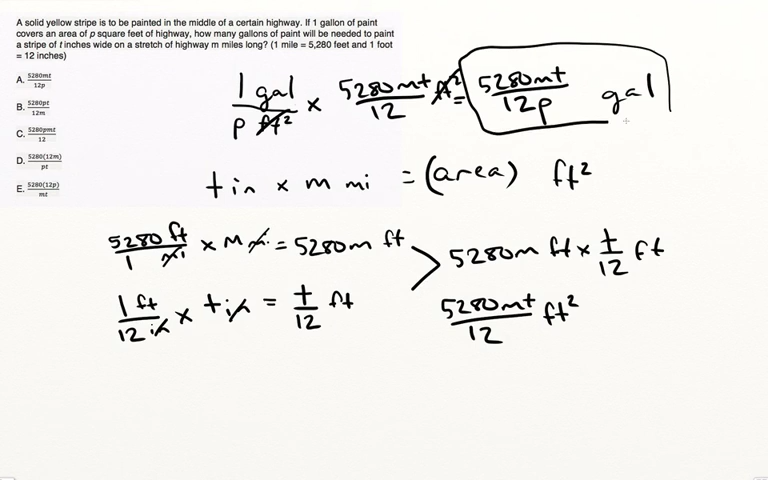 A solid yellow stripe is to be painted in the middle of a certain highway. If 1 gallon of paint
covers an area of p square feet of highway, how many gallons of paint will be needed to paint
a stripe of t inches wide on a stretch of highway m miles long? (1 mile = 5,280 feet and 1 foot
= 12 inches)
A. 5280mt/12p
B. 5280pt/12m
C. 5280pmt/12
D. 5280(12m)/pt
E. 5280(12p)/mt
1 gal/p ft² × 5280mt/12 ft² = 5280mt/12p gal
t in × m mi = (area) ft²
5280 ft/1 mi × m mi = 5280m ft
1 ft/12 in × t in = t/12 ft
> 5280m ft × t/12 ft
5280mt/12 ft²